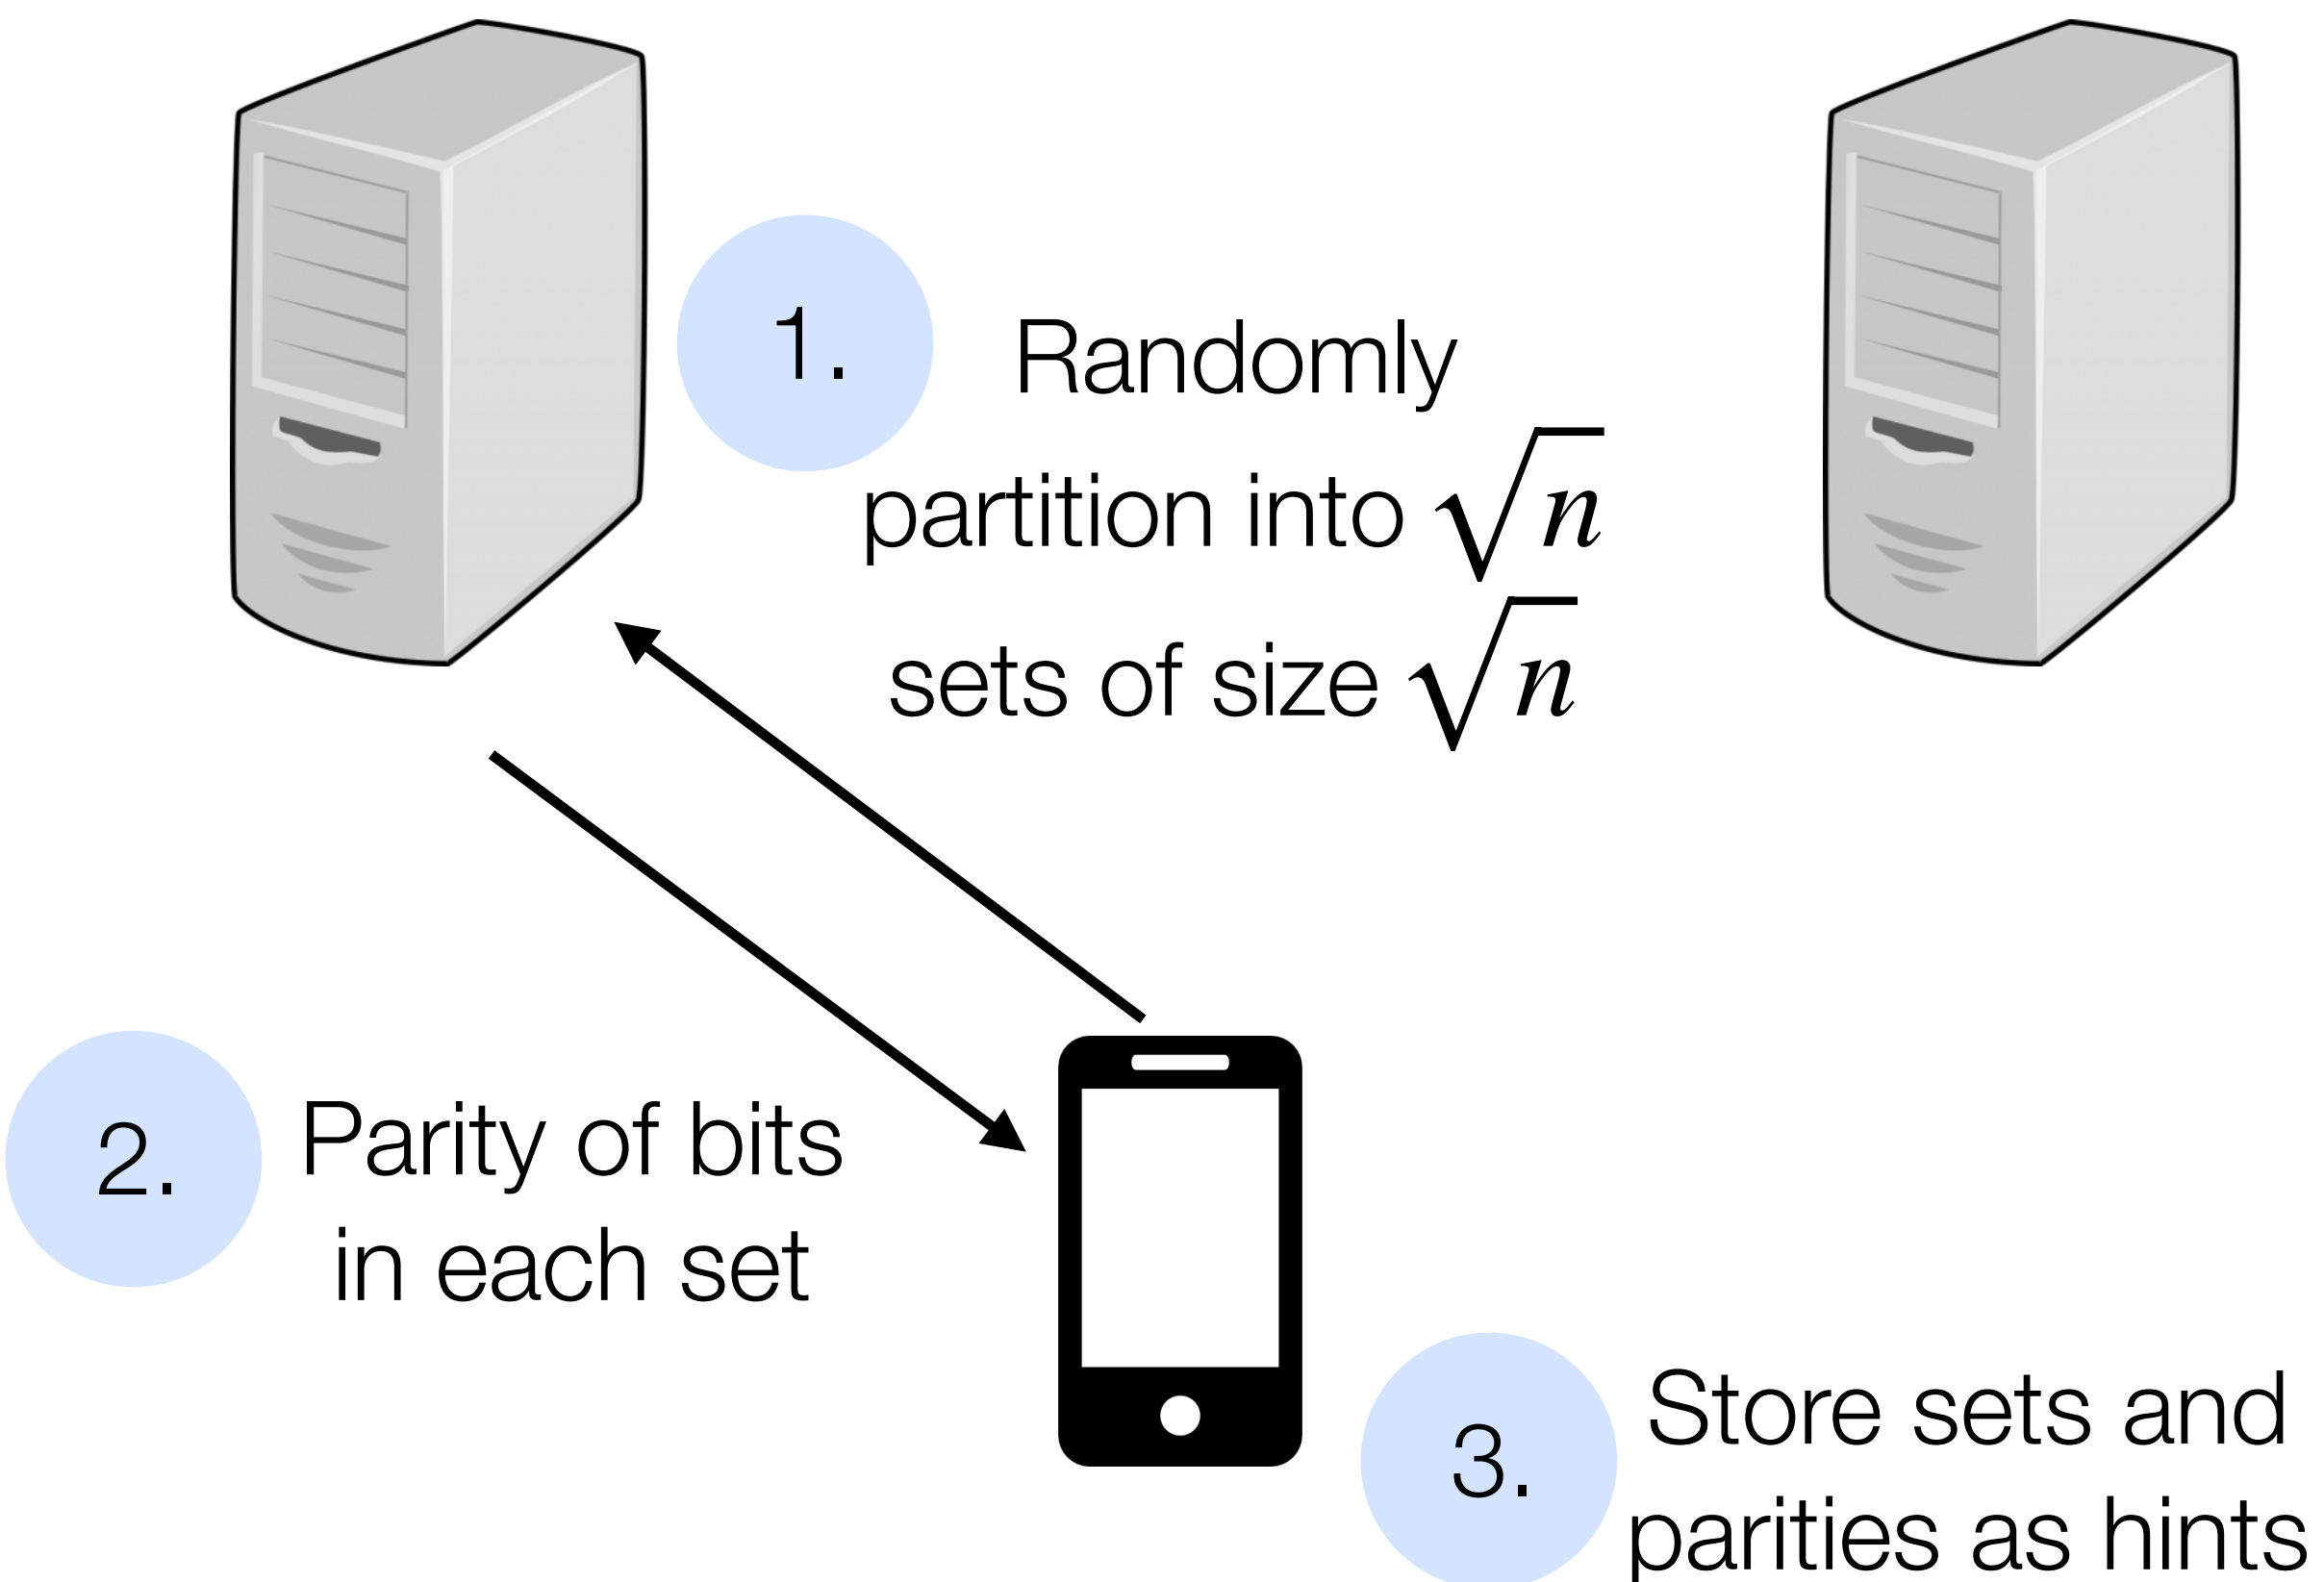 1.
Randomly
partition into √n
sets of size √n
2.
Parity of bits
in each set
3.
Store sets and
parities as hints